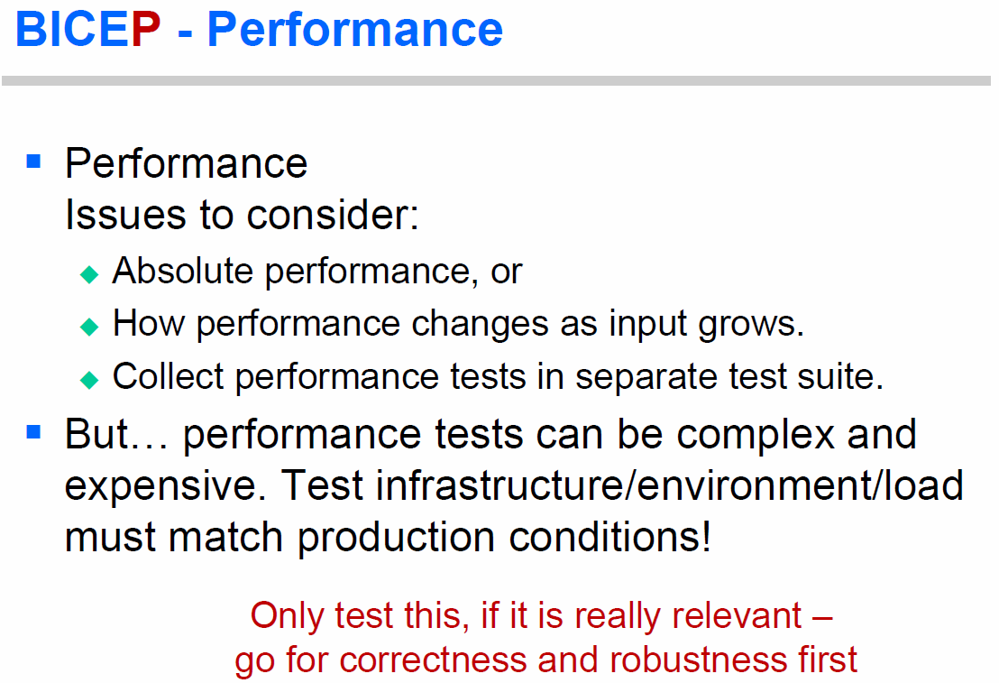 BICEP - Performance
Performance
Issues to consider:
Absolute performance, or
How performance changes as input grows.
Collect performance tests in separate test suite.
But… performance tests can be complex and
expensive. Test infrastructure/environment/load
must match production conditions!
Only test this, if it is really relevant –
go for correctness and robustness first